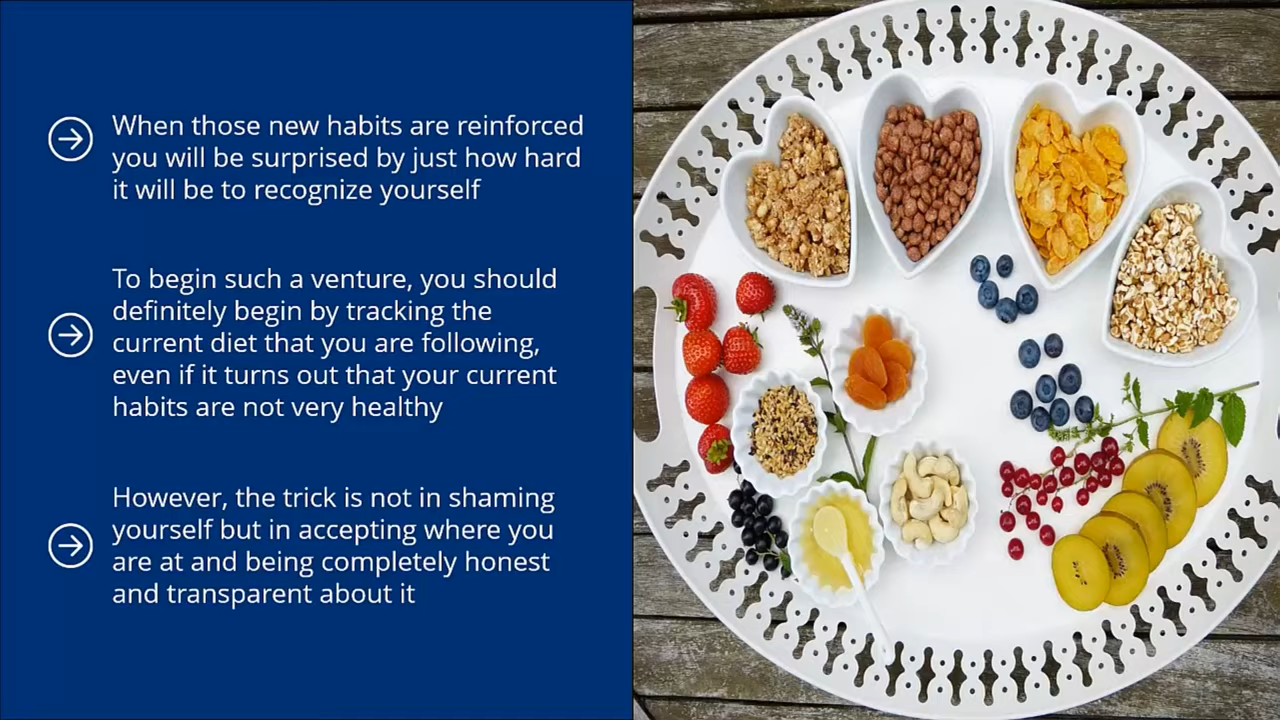 When those new habits are reinforced
you will be surprised by just how hard
it will be to recognize yourself
To begin such a venture, you should
definitely begin by tracking the
current diet that you are following,
even if it turns out that your current
habits are not very healthy
However, the trick is not in shaming
yourself but in accepting where you
are at and being completely honest
and transparent about it